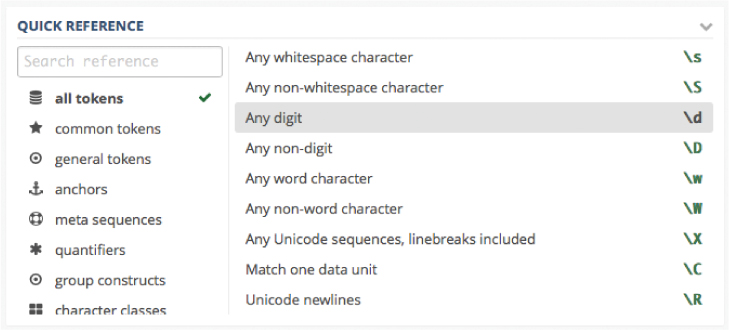 QUICK REFERENCE
Search reference
all tokens
common tokens
general tokens
anchors
meta sequences
quantifiers
group constructs
character classes
Any whitespace character \s
Any non-whitespace character \S
Any digit \d
Any non-digit \D
Any word character \w
Any non-word character \W
Any Unicode sequences, linebreaks included \X
Match one data unit \C
Unicode newlines \R